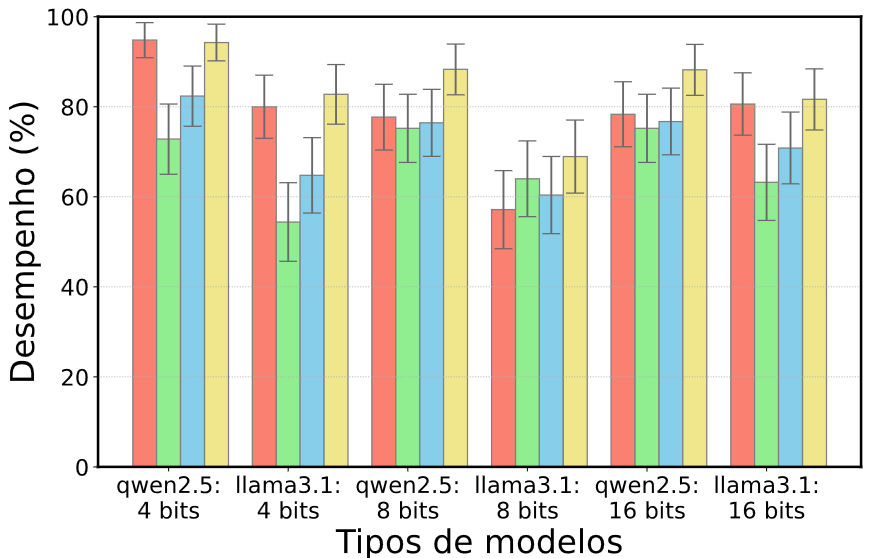 100
80
60
40
20
0
Desempenho (%)
qwen2.5: llama3.1: qwen2.5: llama3.1: qwen2.5: llama3.1:
4 bits 4 bits 8 bits 8 bits 16 bits 16 bits
Tipos de modelos